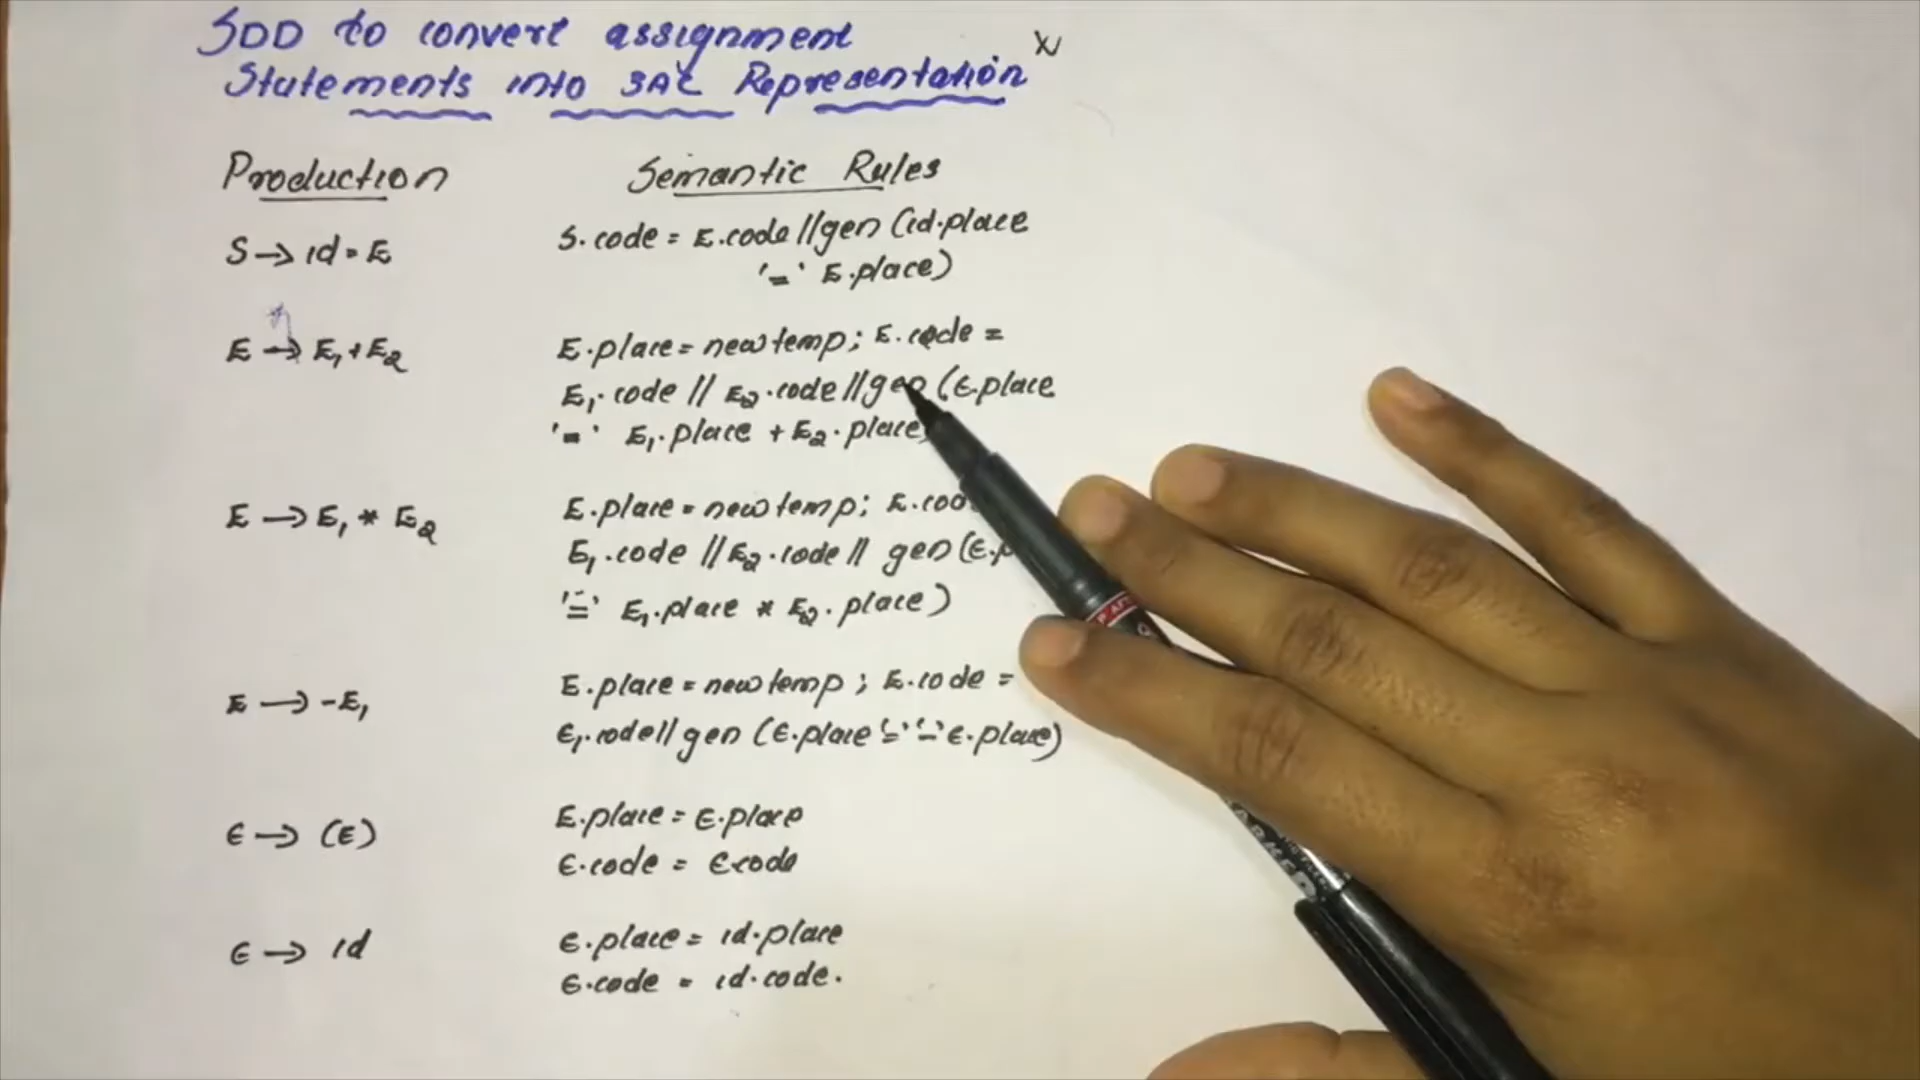 SDD to convert assignment
Statements into 3AC Representation
Production Semantic Rules
S → id = E S.code = E.code //gen (id.place
'=' E.place)
E → E₁ + E₂ E.place = newtemp; E.code =
E₁.code // E₂.code //gen (E.place
'=' E₁.place + E₂.place)
E → E₁ * E₂ E.place = newtemp; E.cod
E₁.code // E₂.code // gen (E.p
'=' E₁.place * E₂.place)
E → -E₁ E.place = newtemp; E.code =
E₁.code // gen (E.place '=' '-' E.place)
E → (E) E.place = E.place
E.code = E.code
E → id E.place = id.place
E.code = id.code.